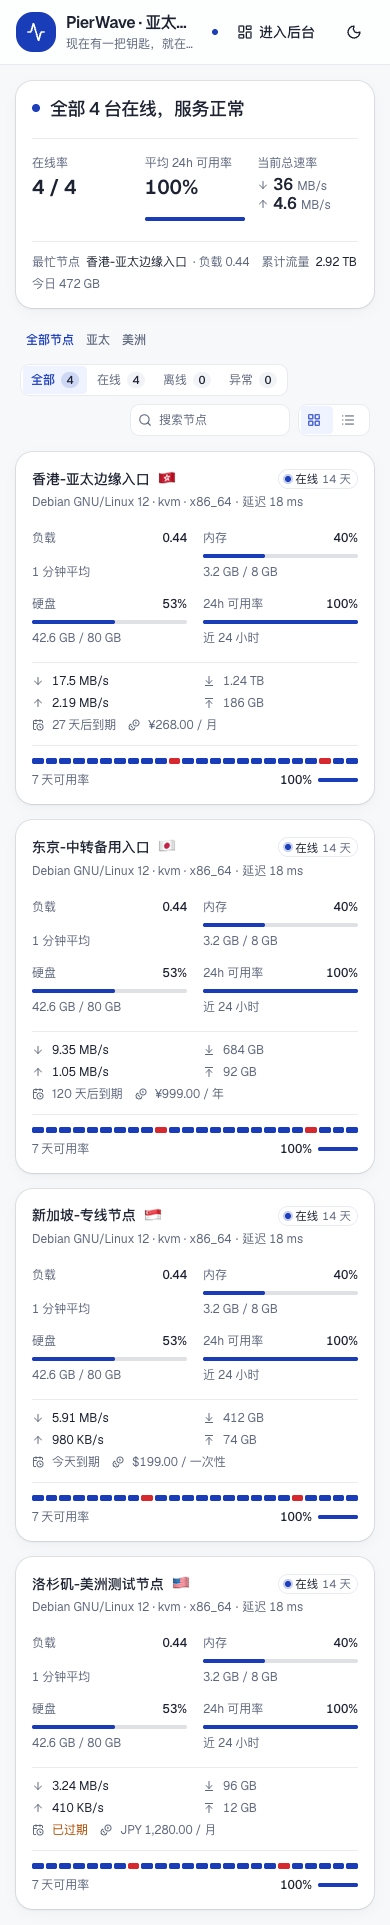 PierWave · 亚太…
现在有一把钥匙，就在…
进入后台
全部 4 台在线，服务正常
在线率
平均 24h 可用率
当前总速率
4 / 4
100%
↓ 36 MB/s
↑ 4.6 MB/s
最忙节点 香港-亚太边缘入口 · 负载 0.44 累计流量 2.92 TB
今日 472 GB
全部节点 亚太 美洲
全部 4 在线 4 离线 0 异常 0
搜索节点
香港-亚太边缘入口 🇭🇰 在线 14 天
Debian GNU/Linux 12 · kvm · x86_64 · 延迟 18 ms
负载 0.44 内存 40%
1 分钟平均 3.2 GB / 8 GB
硬盘 53% 24h 可用率 100%
42.6 GB / 80 GB 近 24 小时
↓ 17.5 MB/s 1.24 TB
↑ 2.19 MB/s 186 GB
27 天后到期 ¥268.00 / 月
7 天可用率 100%
东京-中转备用入口 🇯🇵 在线 14 天
Debian GNU/Linux 12 · kvm · x86_64 · 延迟 18 ms
负载 0.44 内存 40%
1 分钟平均 3.2 GB / 8 GB
硬盘 53% 24h 可用率 100%
42.6 GB / 80 GB 近 24 小时
↓ 9.35 MB/s 684 GB
↑ 1.05 MB/s 92 GB
120 天后到期 ¥999.00 / 年
7 天可用率 100%
新加坡-专线节点 🇸🇬 在线 14 天
Debian GNU/Linux 12 · kvm · x86_64 · 延迟 18 ms
负载 0.44 内存 40%
1 分钟平均 3.2 GB / 8 GB
硬盘 53% 24h 可用率 100%
42.6 GB / 80 GB 近 24 小时
↓ 5.91 MB/s 412 GB
↑ 980 KB/s 74 GB
今天到期 $199.00 / 一次性
7 天可用率 100%
洛杉矶-美洲测试节点 🇺🇸 在线 14 天
Debian GNU/Linux 12 · kvm · x86_64 · 延迟 18 ms
负载 0.44 内存 40%
1 分钟平均 3.2 GB / 8 GB
硬盘 53% 24h 可用率 100%
42.6 GB / 80 GB 近 24 小时
↓ 3.24 MB/s 96 GB
↑ 410 KB/s 12 GB
已过期 JPY 1,280.00 / 月
7 天可用率 100%